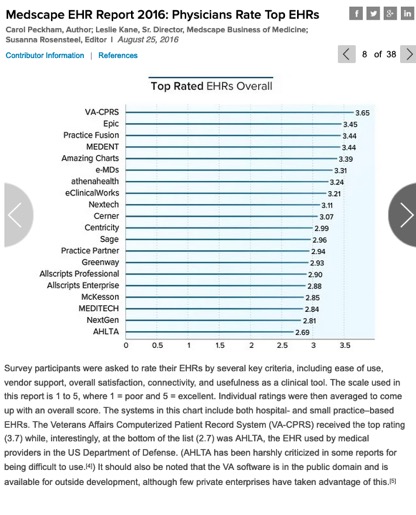 Medscape EHR Report 2016: Physicians Rate Top EHRs
Carol Peckham, Author; Leslie Kane, Sr. Director, Medscape Business of Medicine;
Susanna Rosensteel, Editor | August 25, 2016
Contributor Information | References
8 of 38
Top Rated EHRs Overall
VA-CPRS 3.65
Epic 3.45
Practice Fusion 3.44
MEDENT 3.44
Amazing Charts 3.39
e-MDs 3.31
athenahealth 3.24
eClinicalWorks 3.21
Nextech 3.11
Cerner 3.07
Centricity 2.99
Sage 2.96
Practice Partner 2.94
Greenway 2.93
Allscripts Professional 2.90
Allscripts Enterprise 2.88
McKesson 2.85
MEDITECH 2.84
NextGen 2.81
AHLTA 2.69
0 0.5 1 1.5 2 2.5 3 3.5
Survey participants were asked to rate their EHRs by several key criteria, including ease of use,
vendor support, overall satisfaction, connectivity, and usefulness as a clinical tool. The scale used in
this report is 1 to 5, where 1 = poor and 5 = excellent. Individual ratings were then averaged to come
up with an overall score. The systems in this chart include both hospital- and small practice–based
EHRs. The Veterans Affairs Computerized Patient Record System (VA-CPRS) received the top rating
(3.7) while, interestingly, at the bottom of the list (2.7) was AHLTA, the EHR used by medical
providers in the US Department of Defense. (AHLTA has been harshly criticized in some reports for
being difficult to use.[4]) It should also be noted that the VA software is in the public domain and is
available for outside development, although few private enterprises have taken advantage of this.[5]